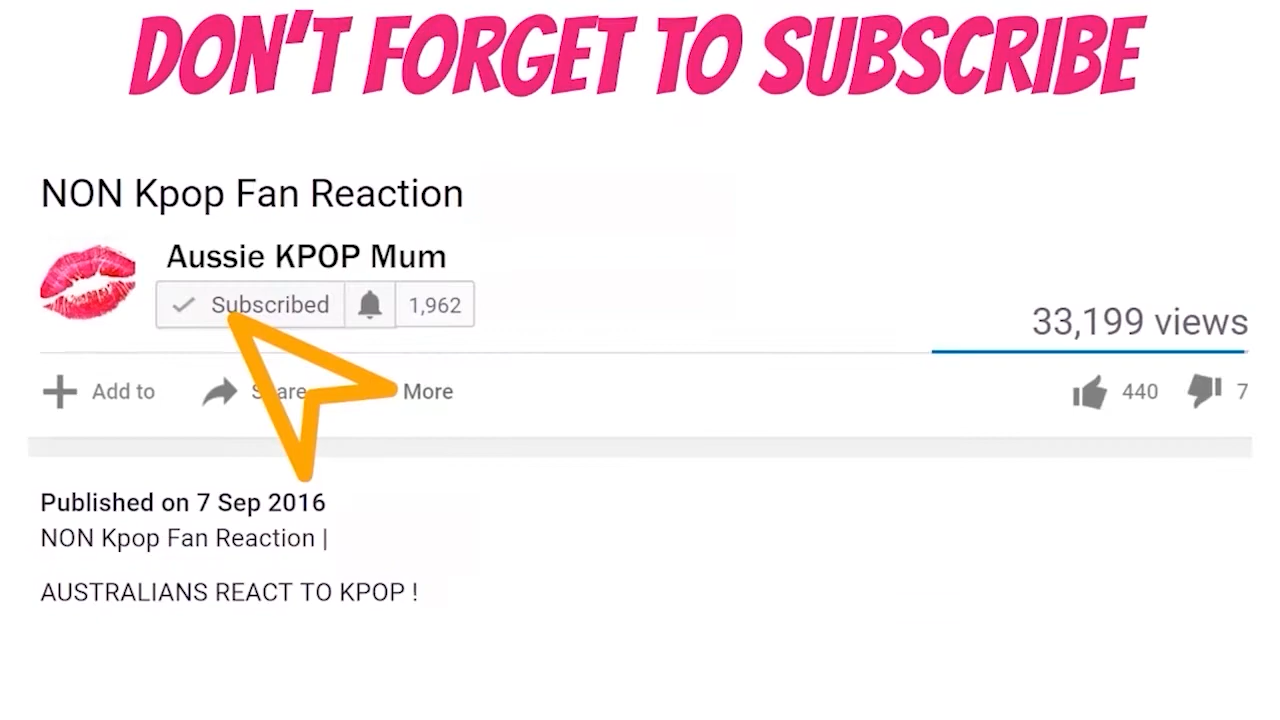 DON'T FORGET TO SUBSCRIBE
NON Kpop Fan Reaction
Aussie KPOP Mum
Subscribed 1,962
33,199 views
Add to Share More 440 7
Published on 7 Sep 2016
NON Kpop Fan Reaction |
AUSTRALIANS REACT TO KPOP !